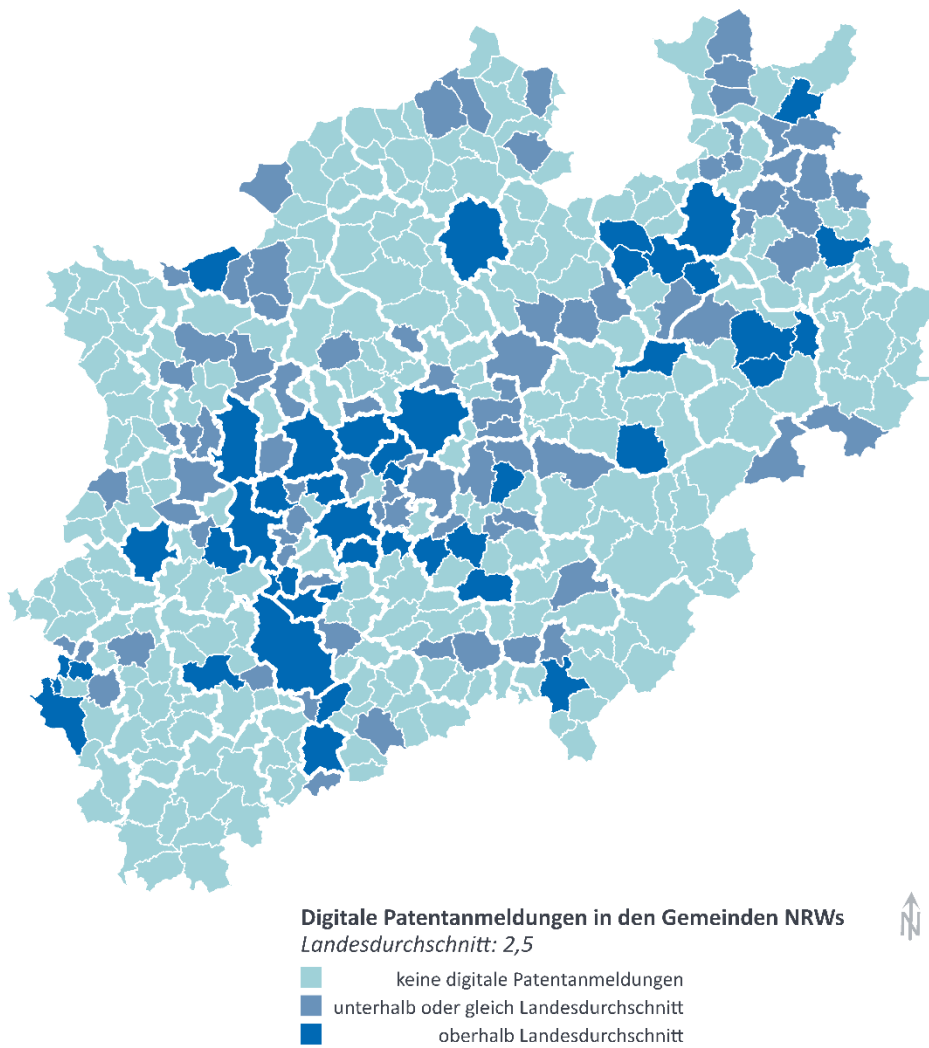 Digitale Patentanmeldungen in den Gemeinden NRWs
Landesdurchschnitt: 2,5
keine digitale Patentanmeldungen
unterhalb oder gleich Landesdurchschnitt
oberhalb Landesdurchschnitt
N